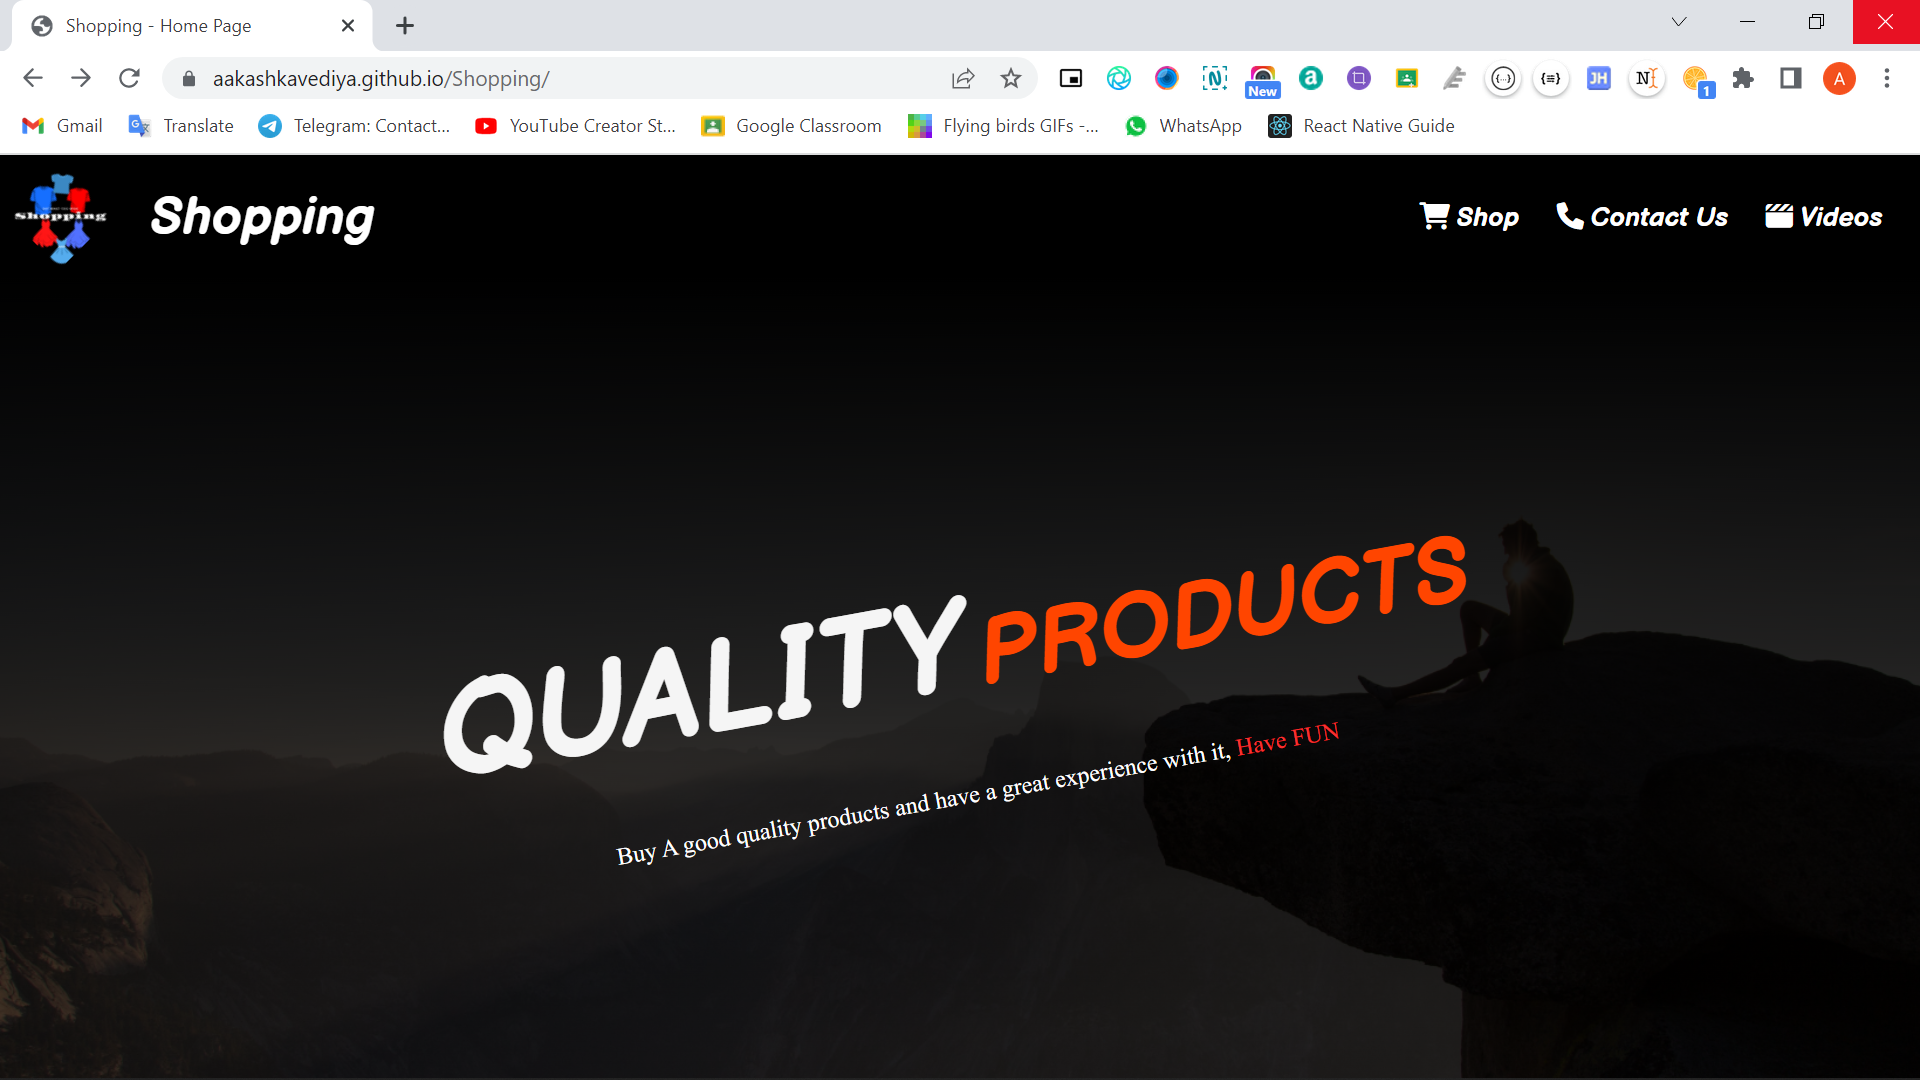 Shopping - Home Page
aakashkavediya.github.io/Shopping/
New
a
JH
N
1
A
Gmail
Translate
Telegram: Contact...
YouTube Creator St...
Google Classroom
Flying birds GIFs -...
WhatsApp
React Native Guide
Shopping
Shopping
Shop
Contact Us
Videos
QUALITY PRODUCTS
Buy A good quality products and have a great experience with it, Have FUN